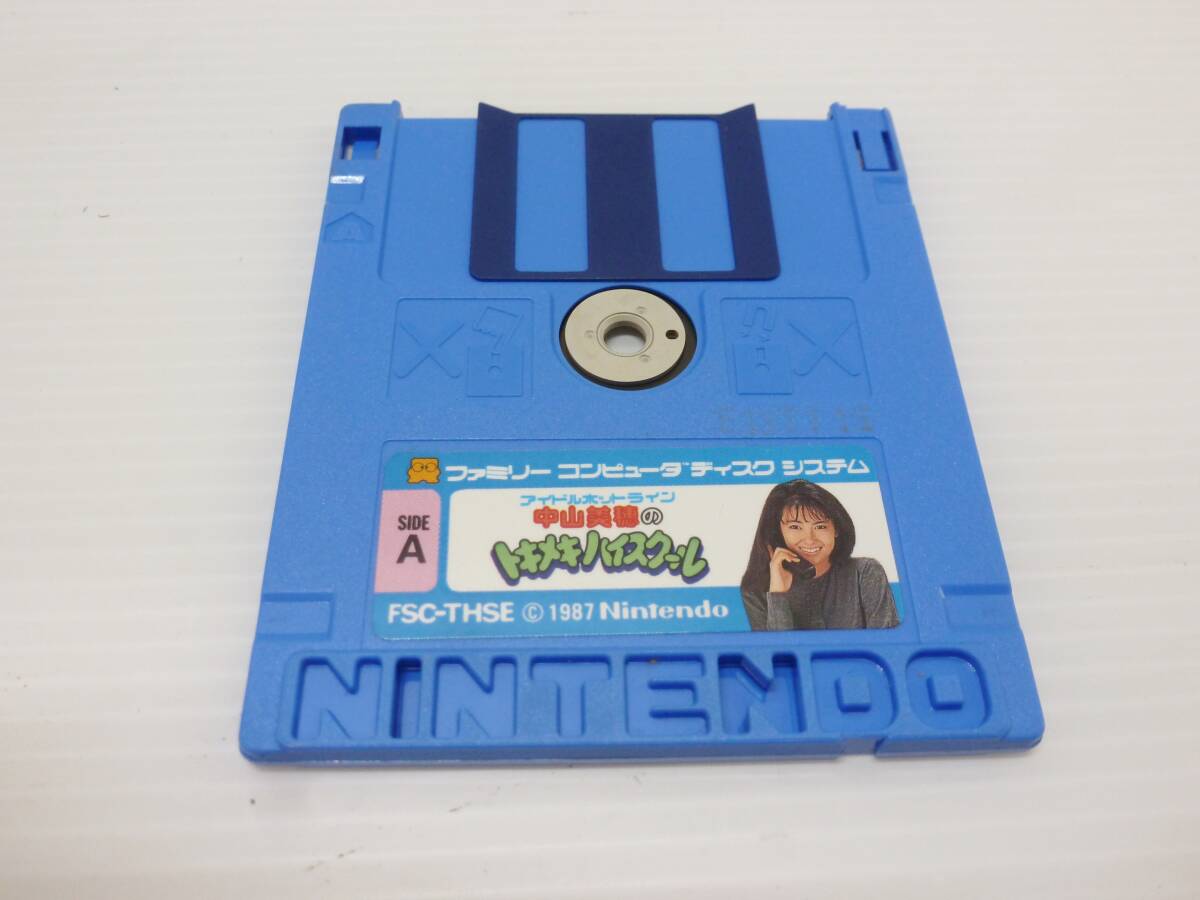 A
ファミリー コンピュータ ディスク システム
アイドルホットライン
中山美穂の
トキメキハイスクール
SIDE
A
FSC-THSE © 1987 Nintendo
NINTENDO